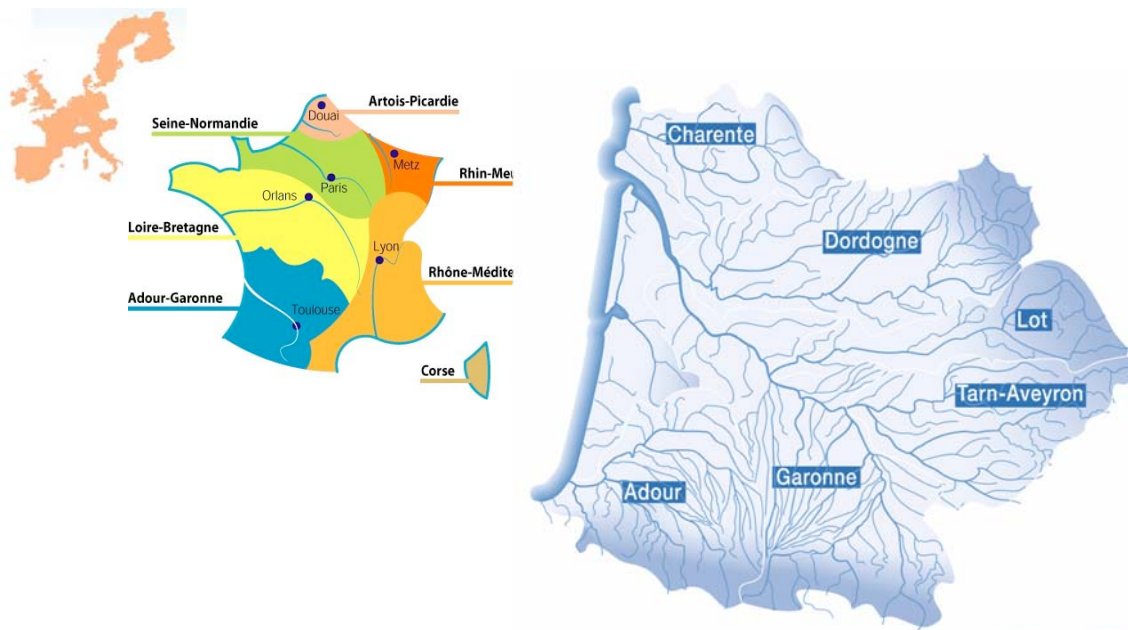 Artois-Picardie
Douai
Seine-Normandie
Metz
Rhin-Meu
Paris
Orlans
Loire-Bretagne
Lyon
Rhône-Médite
Adour-Garonne
Toulouse
Corse
Charente
Dordogne
Lot
Tarn-Aveyron
Garonne
Adour